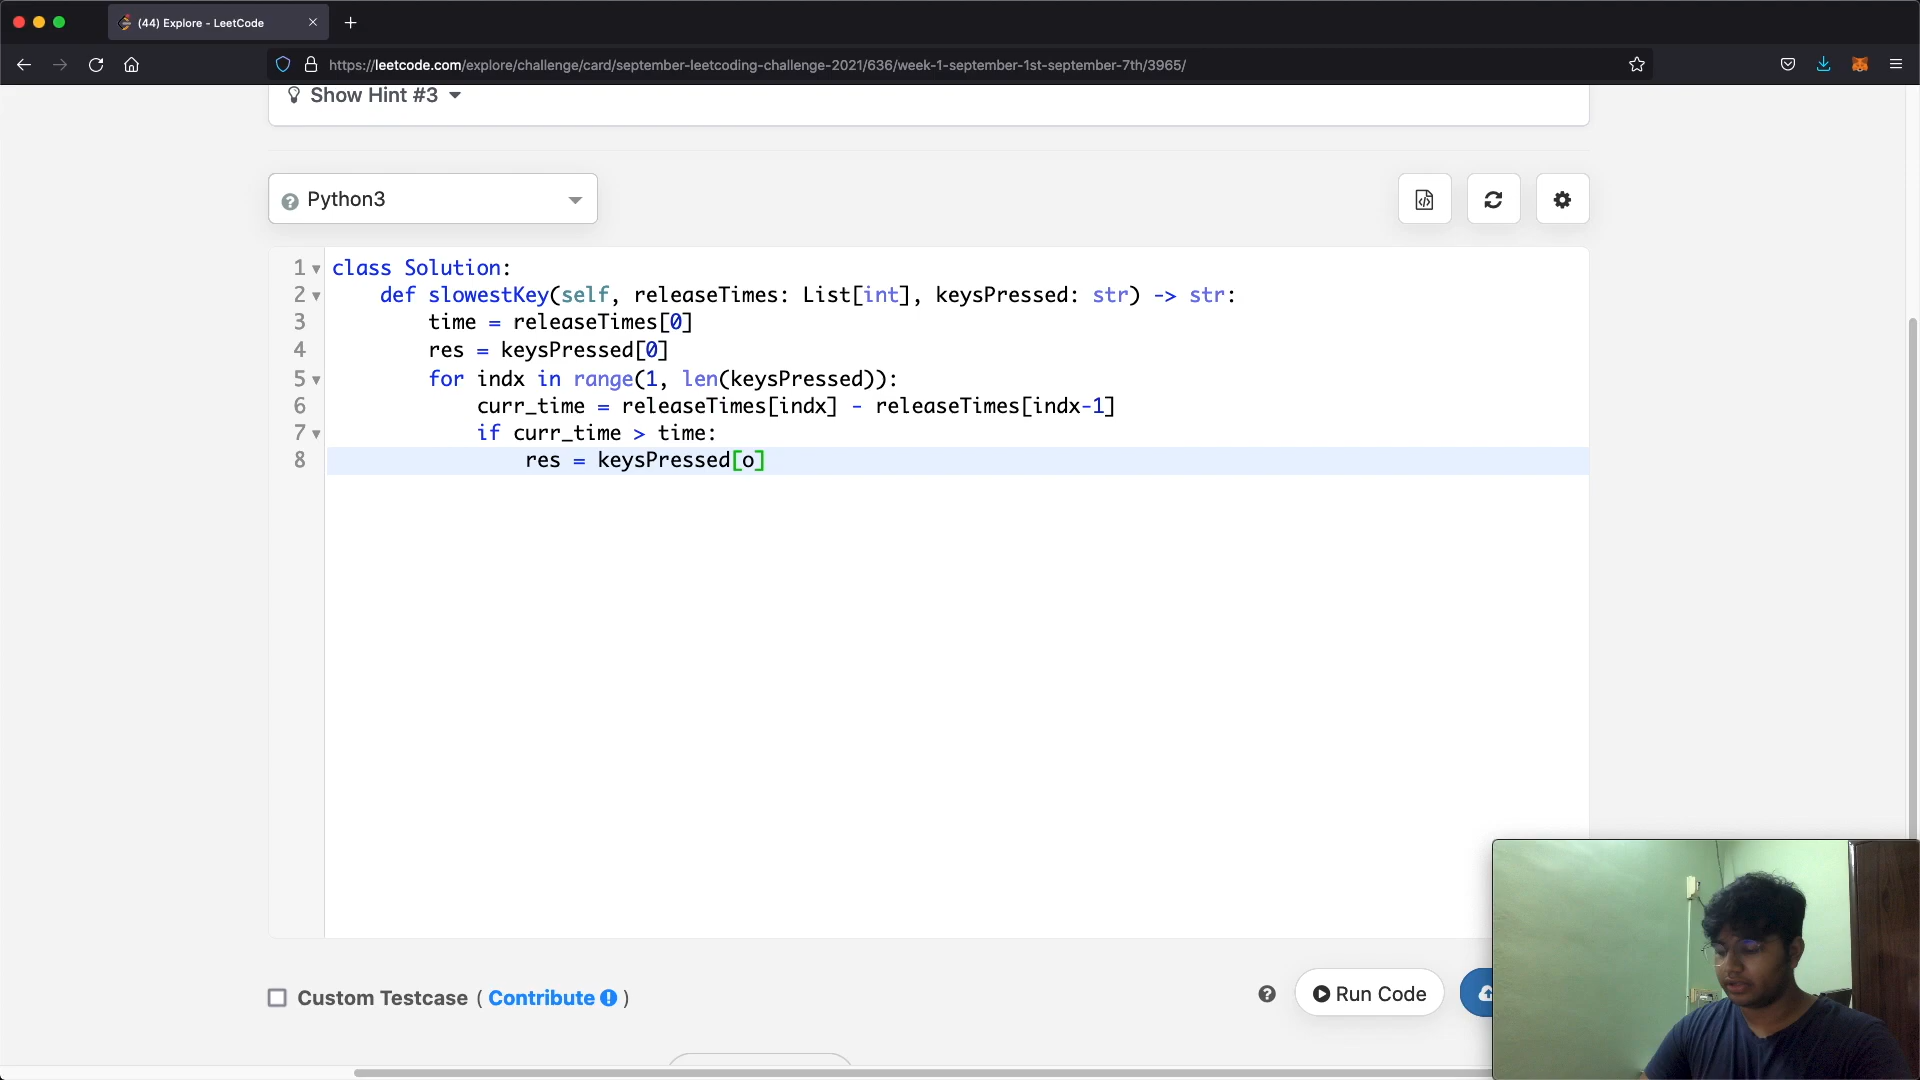 (44) Explore - LeetCode
https://leetcode.com/explore/challenge/card/september-leetcoding-challenge-2021/636/week-1-september-1st-september-7th/3965/
Show Hint #3
Python3
1 class Solution:
2 def slowestKey(self, releaseTimes: List[int], keysPressed: str) -> str:
3 time = releaseTimes[0]
4 res = keysPressed[0]
5 for indx in range(1, len(keysPressed)):
6 curr_time = releaseTimes[indx] - releaseTimes[indx-1]
7 if curr_time > time:
8 res = keysPressed[o]
Custom Testcase ( Contribute )
Run Code